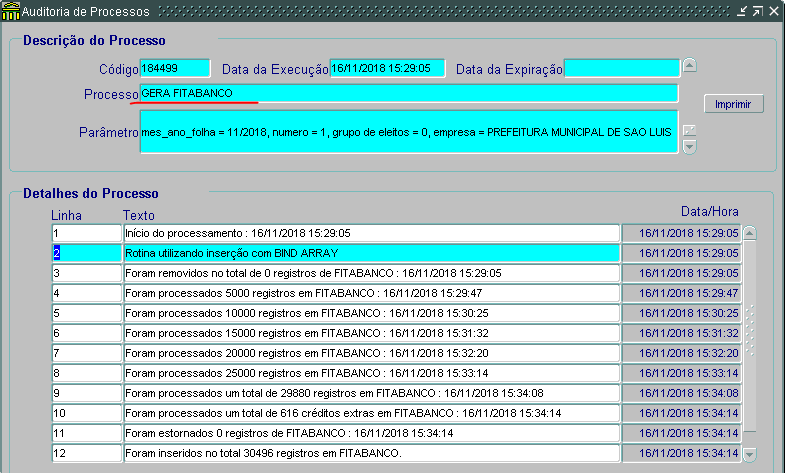 Auditoria de Processos
Descrição do Processo
Código 184499 Data da Execução 16/11/2018 15:29:05 Data da Expiração
Processo GERA FITABANCO
Imprimir
Parâmetro mes_ano_folha = 11/2018, numero = 1, grupo de eleitos = 0, empresa = PREFEITURA MUNICIPAL DE SAO LUIS
Detalhes do Processo
Linha Texto Data/Hora
1 Início do processamento : 16/11/2018 15:29:05 16/11/2018 15:29:05
2 Rotina utilizando inserção com BIND ARRAY 16/11/2018 15:29:05
3 Foram removidos no total de 0 registros de FITABANCO : 16/11/2018 15:29:05 16/11/2018 15:29:05
4 Foram processados 5000 registros em FITABANCO : 16/11/2018 15:29:47 16/11/2018 15:29:47
5 Foram processados 10000 registros em FITABANCO : 16/11/2018 15:30:25 16/11/2018 15:30:25
6 Foram processados 15000 registros em FITABANCO : 16/11/2018 15:31:32 16/11/2018 15:31:32
7 Foram processados 20000 registros em FITABANCO : 16/11/2018 15:32:20 16/11/2018 15:32:20
8 Foram processados 25000 registros em FITABANCO : 16/11/2018 15:33:14 16/11/2018 15:33:14
9 Foram processados um total de 29880 registros em FITABANCO : 16/11/2018 15:34:08 16/11/2018 15:34:08
10 Foram processados um total de 616 créditos extras em FITABANCO : 16/11/2018 15:34:14 16/11/2018 15:34:14
11 Foram estornados 0 registros de FITABANCO : 16/11/2018 15:34:14 16/11/2018 15:34:14
12 Foram inseridos no total 30496 registros em FITABANCO. 16/11/2018 15:34:14